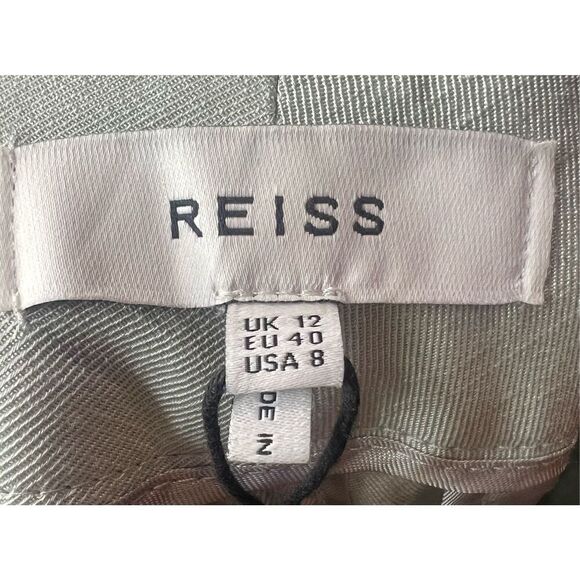 REISS
UK 12
EU 40
USA 8
DE IN